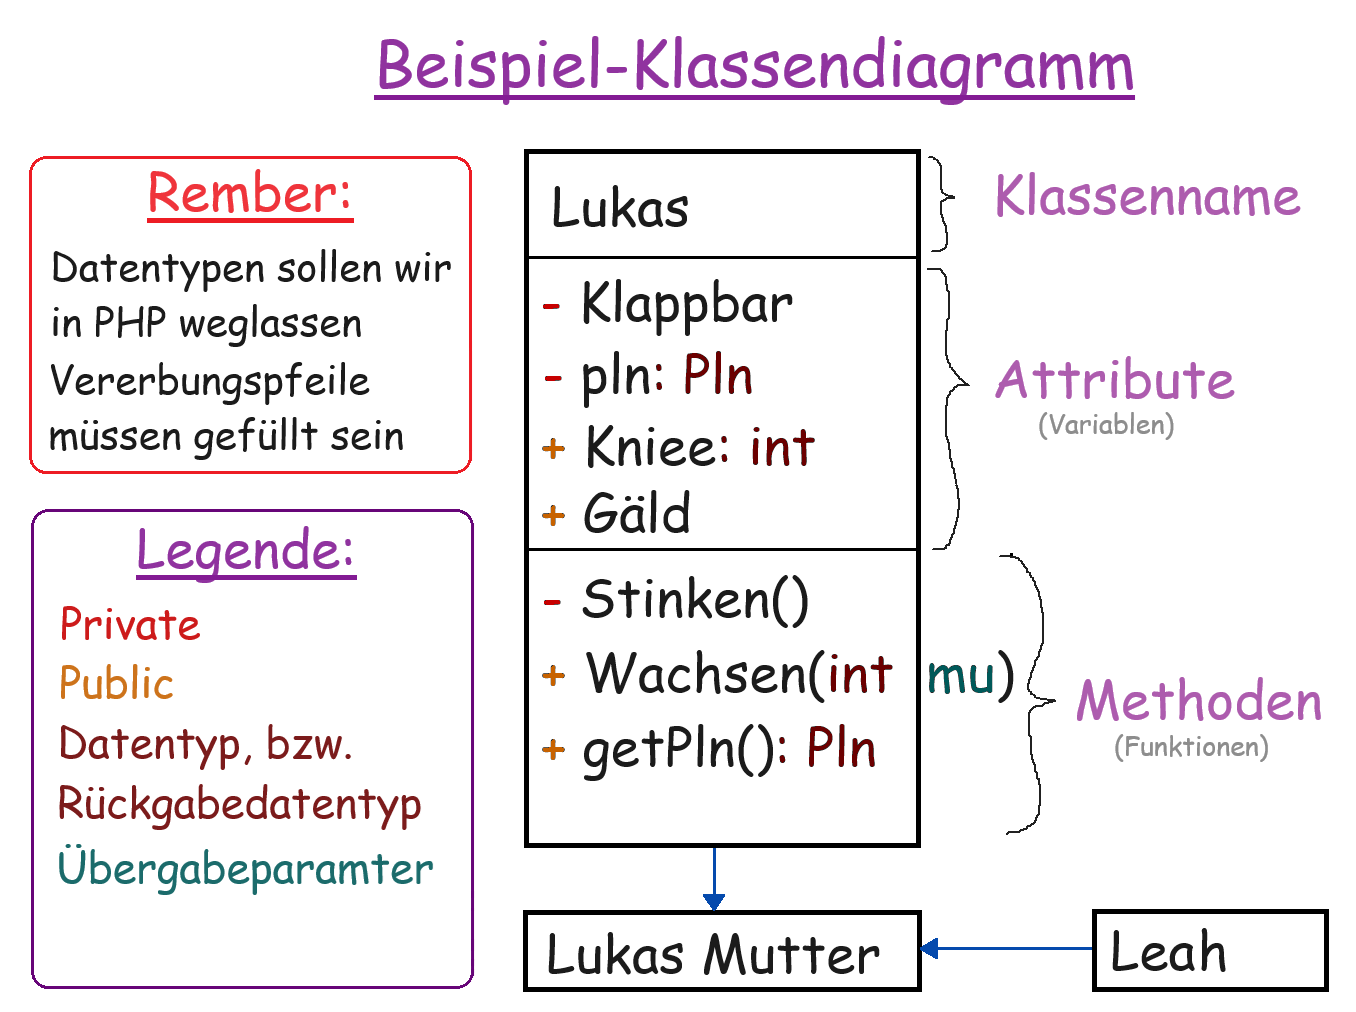 Beispiel-Klassendiagramm
Rember:
Datentypen sollen wir
in PHP weglassen
Vererbungspfeile
müssen gefüllt sein
Legende:
Private
Public
Datentyp, bzw.
Rückgabedatentyp
Übergabeparamter
Lukas
- Klappbar
- pln: Pln
+ Kniee: int
+ Gäld
- Stinken()
+ Wachsen(int mu)
+ getPln(): Pln
Klassenname
Attribute
(Variablen)
Methoden
(Funktionen)
Lukas Mutter
Leah